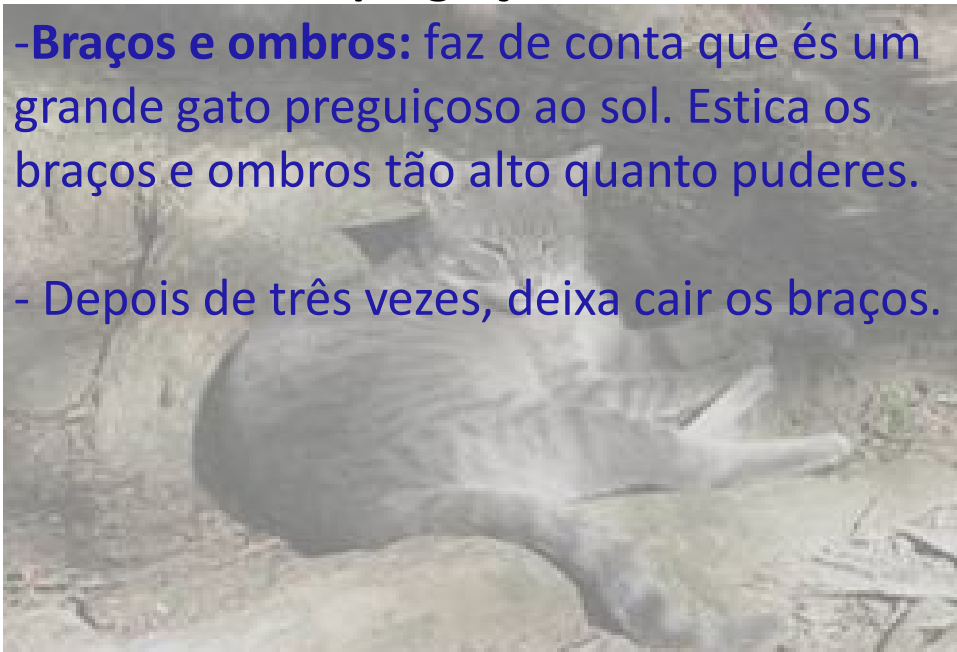 -Braços e ombros: faz de conta que és um
grande gato preguiçoso ao sol. Estica os
braços e ombros tão alto quanto puderes.
- Depois de três vezes, deixa cair os braços.